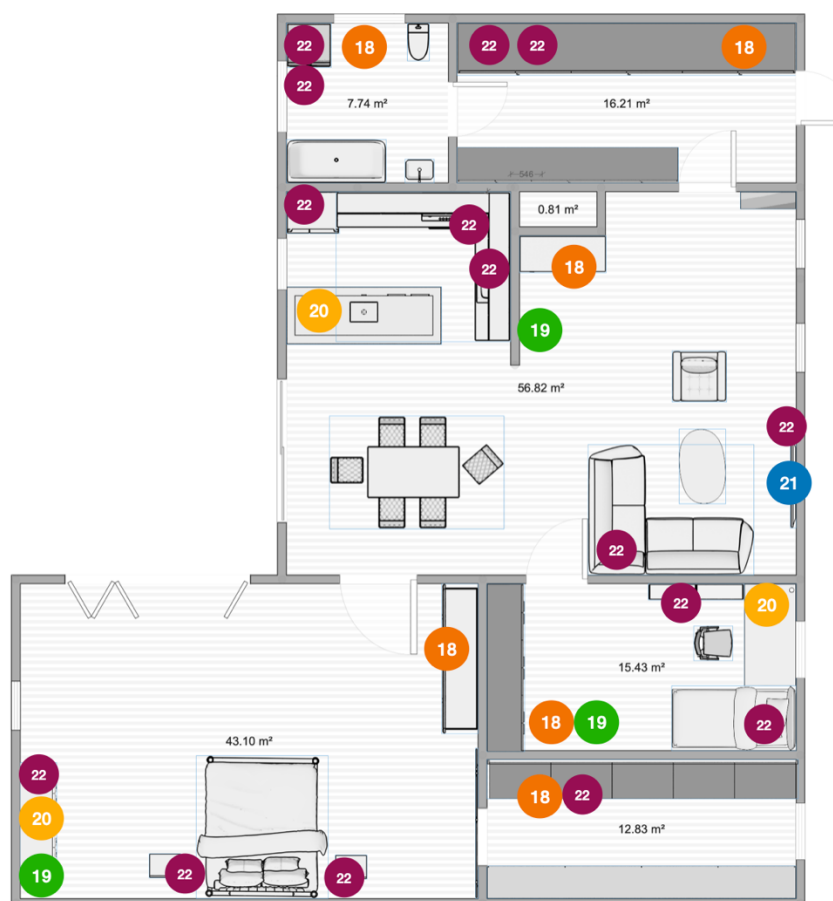 22 18 22 22 18
22
7.74 m² 16.21 m²
546
22 0.81 m²
22
22 18
20 19
56.82 m²
22
21
22
22 20
18 15.43 m²
18 19 22
43.10 m²
22 18 22
20 12.83 m²
19 22 22